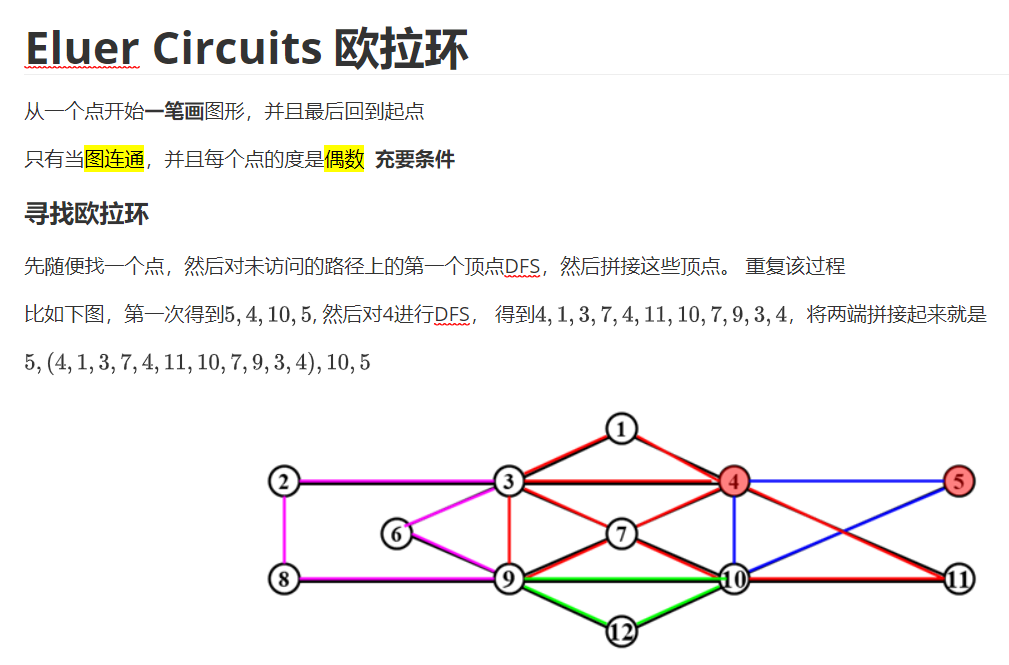 Eluer Circuits 欧拉环
从一个点开始一笔画图形，并且最后回到起点
只有当图连通，并且每个点的度是偶数 充要条件
寻找欧拉环
先随便找一个点，然后对未访问的路径上的第一个顶点DFS，然后拼接这些顶点。 重复该过程
比如下图，第一次得到5, 4, 10, 5, 然后对4进行DFS， 得到4, 1, 3, 7, 4, 11, 10, 7, 9, 3, 4，将两端拼接起来就是
5, (4, 1, 3, 7, 4, 11, 10, 7, 9, 3, 4), 10, 5
1
2 3 4 5
6 7
8 9 10 11
12